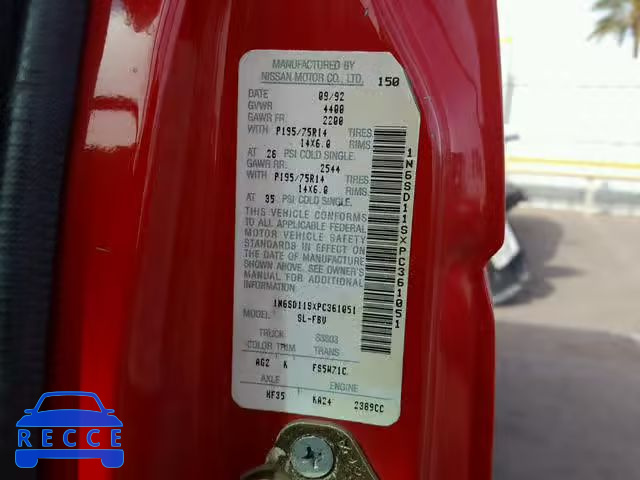 MANUFACTURED BY
NISSAN MOTOR CO., LTD. 150
DATE 09/92
GVWR 4400
GAWR FR. 2200
WITH P195/75R14 TIRES
14X6.0 RIMS
AT 26 PSI COLD SINGLE.
GAWR RR. 2544
WITH P195/75R14 TIRES
14X6.0 RIMS
AT 35 PSI COLD SINGLE.
THIS VEHICLE CONFORMS
TO ALL APPLICABLE FEDERAL
MOTOR VEHICLE SAFETY
STANDARDS IN EFFECT ON
THE DATE OF MANUFACTURE
SHOWN ABOVE. SEE OWNER'S
MANUAL FOR ADDITIONAL
1N6SD11SXPC361051
MODEL SL-FBU
TRUCK
COLOR TRIM TRANS
AG2 K FS5W71C
AXLE ENGINE
HF35 KA24 2389CC
1N6SD11SXPC361051
RECCE